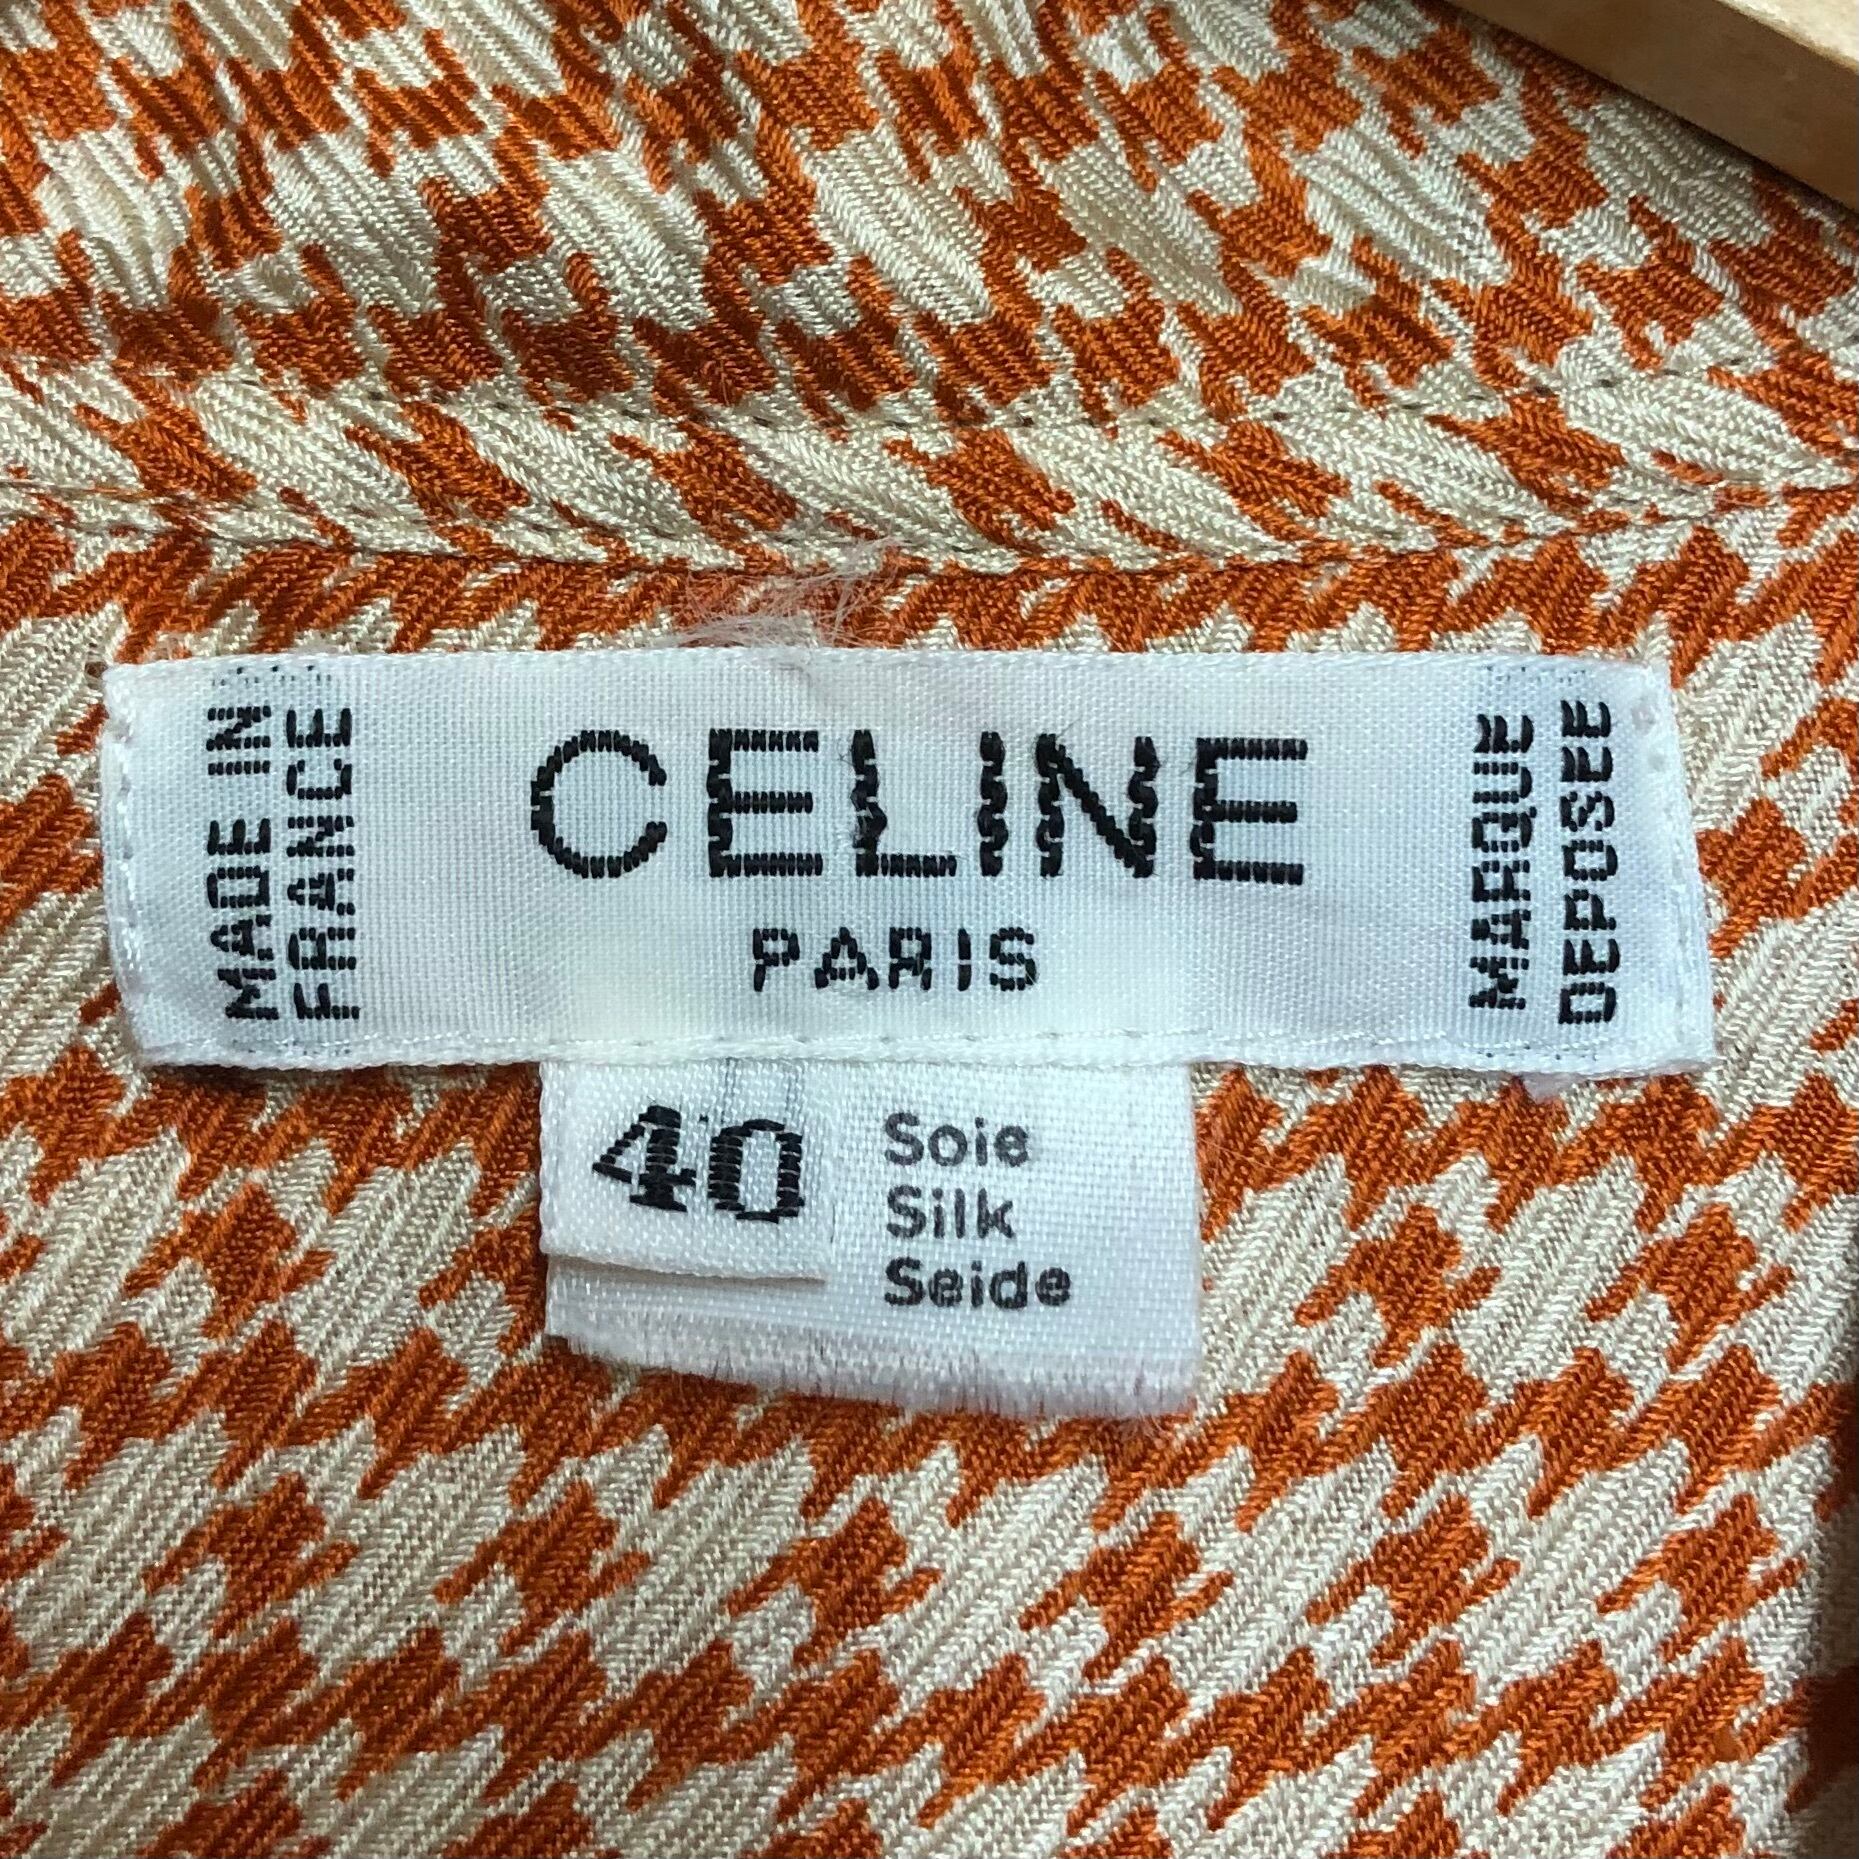 MADE IN
FRANCE
CELINE
PARIS
MARQUE
DEPOSEE
40
Soie
Silk
Seide